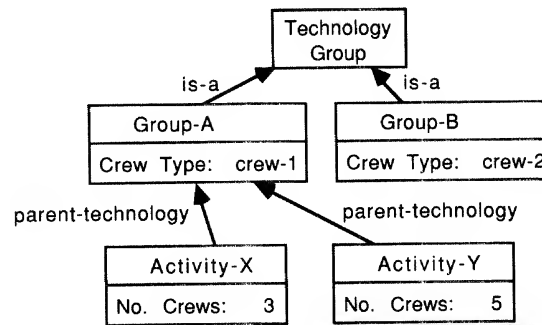 Technology
Group
is-a
is-a
Group-A
Group-B
Crew Type: crew-1
Crew Type: crew-2
parent-technology
parent-technology
Activity-X
Activity-Y
No. Crews: 3
No. Crews: 5